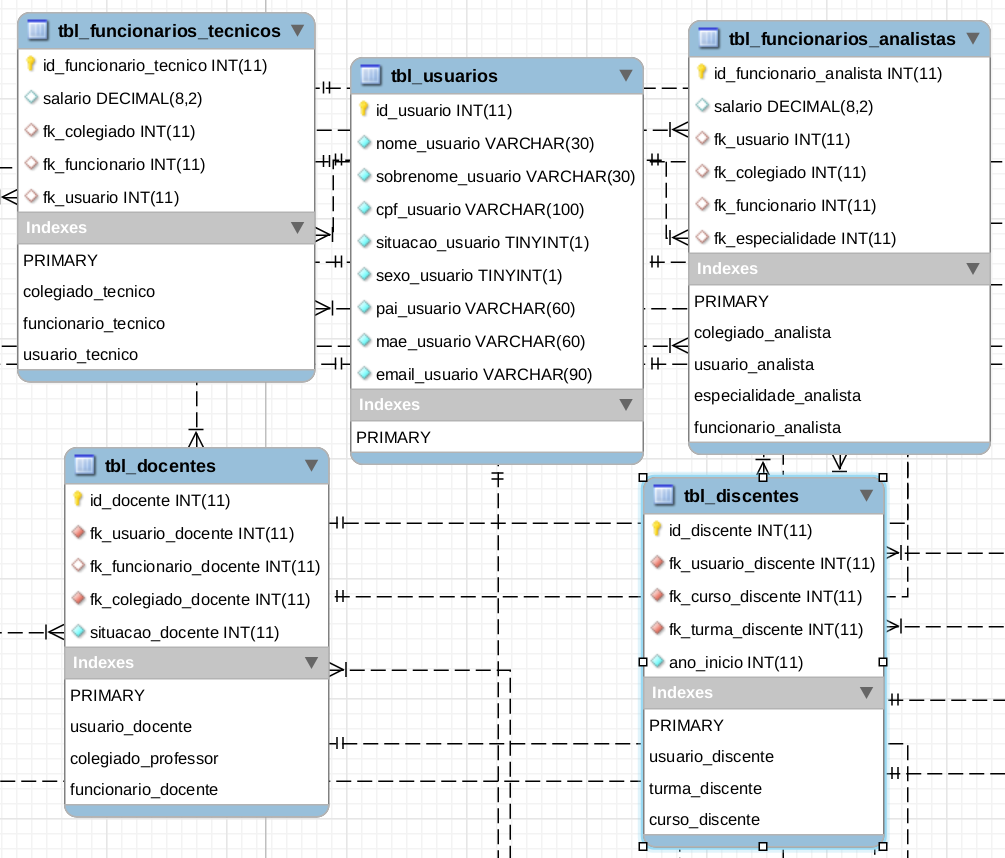 tbl_funcionarios_tecnicos
id_funcionario_tecnico INT(11)
salario DECIMAL(8,2)
fk_colegiado INT(11)
fk_funcionario INT(11)
fk_usuario INT(11)
Indexes
PRIMARY
colegiado_tecnico
funcionario_tecnico
usuario_tecnico
tbl_usuarios
id_usuario INT(11)
nome_usuario VARCHAR(30)
sobrenome_usuario VARCHAR(30)
cpf_usuario VARCHAR(100)
situacao_usuario TINYINT(1)
sexo_usuario TINYINT(1)
pai_usuario VARCHAR(60)
mae_usuario VARCHAR(60)
email_usuario VARCHAR(90)
Indexes
PRIMARY
tbl_funcionarios_analistas
id_funcionario_analista INT(11)
salario DECIMAL(8,2)
fk_usuario INT(11)
fk_colegiado INT(11)
fk_funcionario INT(11)
fk_especialidade INT(11)
Indexes
PRIMARY
colegiado_analista
usuario_analista
especialidade_analista
funcionario_analista
tbl_docentes
id_docente INT(11)
fk_usuario_docente INT(11)
fk_funcionario_docente INT(11)
fk_colegiado_docente INT(11)
situacao_docente INT(11)
Indexes
PRIMARY
usuario_docente
colegiado_professor
funcionario_docente
tbl_discentes
id_discente INT(11)
fk_usuario_discente INT(11)
fk_curso_discente INT(11)
fk_turma_discente INT(11)
ano_inicio INT(11)
Indexes
PRIMARY
usuario_discente
turma_discente
curso_discente